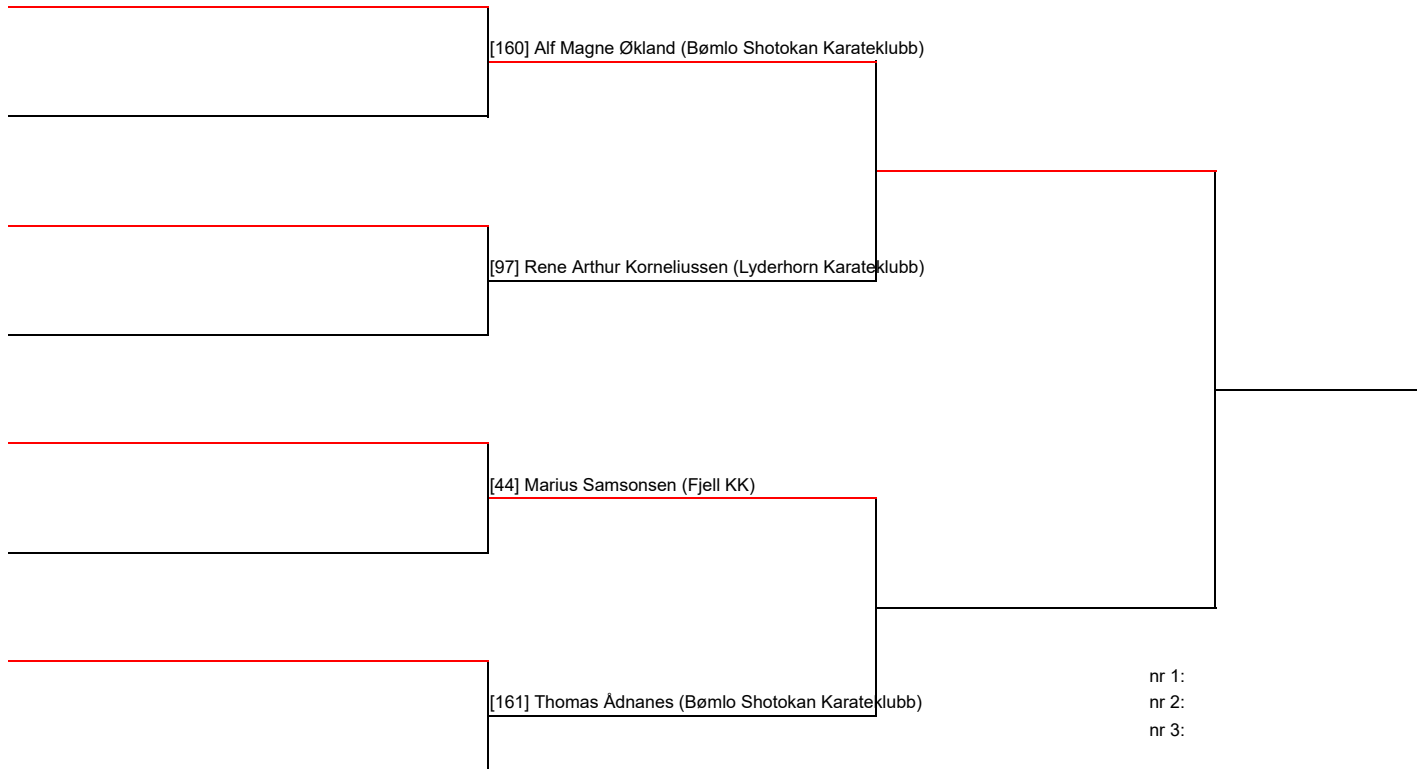 [160] Alf Magne Økland (Bømlo Shotokan Karateklubb)
[97] Rene Arthur Korneliussen (Lyderhorn Karateklubb)
[44] Marius Samsonsen (Fjell KK)
[161] Thomas Ådnanes (Bømlo Shotokan Karateklubb)
nr 1:
nr 2:
nr 3: